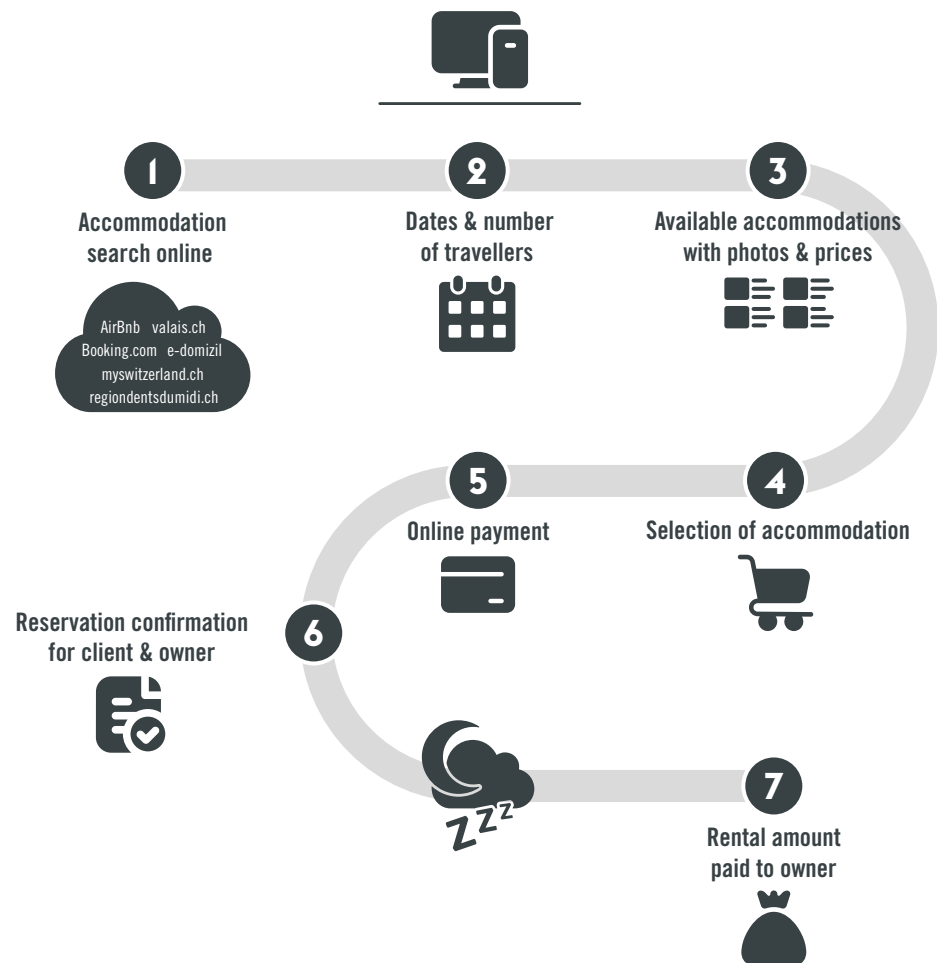 1
Accommodation
search online
AirBnb valais.ch
Booking.com e-domizil
myswitzerland.ch
regiondentsdumidi.ch
2
Dates & number
of travellers
3
Available accommodations
with photos & prices
4
Selection of accommodation
5
Online payment
6
Reservation confirmation
for client & owner
ZZZ
7
Rental amount
paid to owner